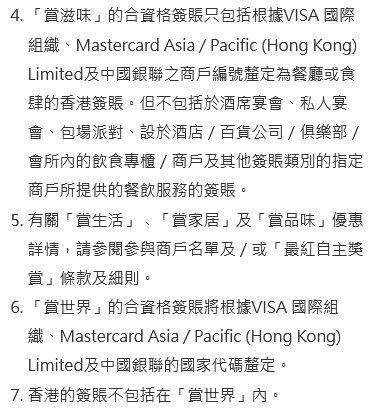 4. 「賞滋味」的合資格簽賬只包括根據VISA 國際
組織、Mastercard Asia / Pacific (Hong Kong)
Limited及中國銀聯之商戶編號釐定為餐廳或食
肆的香港簽賬。但不包括於酒席宴會、私人宴
會、包場派對、設於酒店 / 百貨公司 / 俱樂部 /
會所內的飲食專櫃 / 商戶及其他簽賬類別的指定
商戶所提供的餐飲服務的簽賬。
5. 有關「賞生活」、「賞家居」及「賞品味」優惠
詳情，請參閱參與商戶名單及 / 或「最紅自主獎
賞」條款及細則。
6. 「賞世界」的合資格簽賬將根據VISA 國際組
織、Mastercard Asia / Pacific (Hong Kong)
Limited及中國銀聯的國家代碼釐定。
7. 香港的簽賬不包括在「賞世界」內。